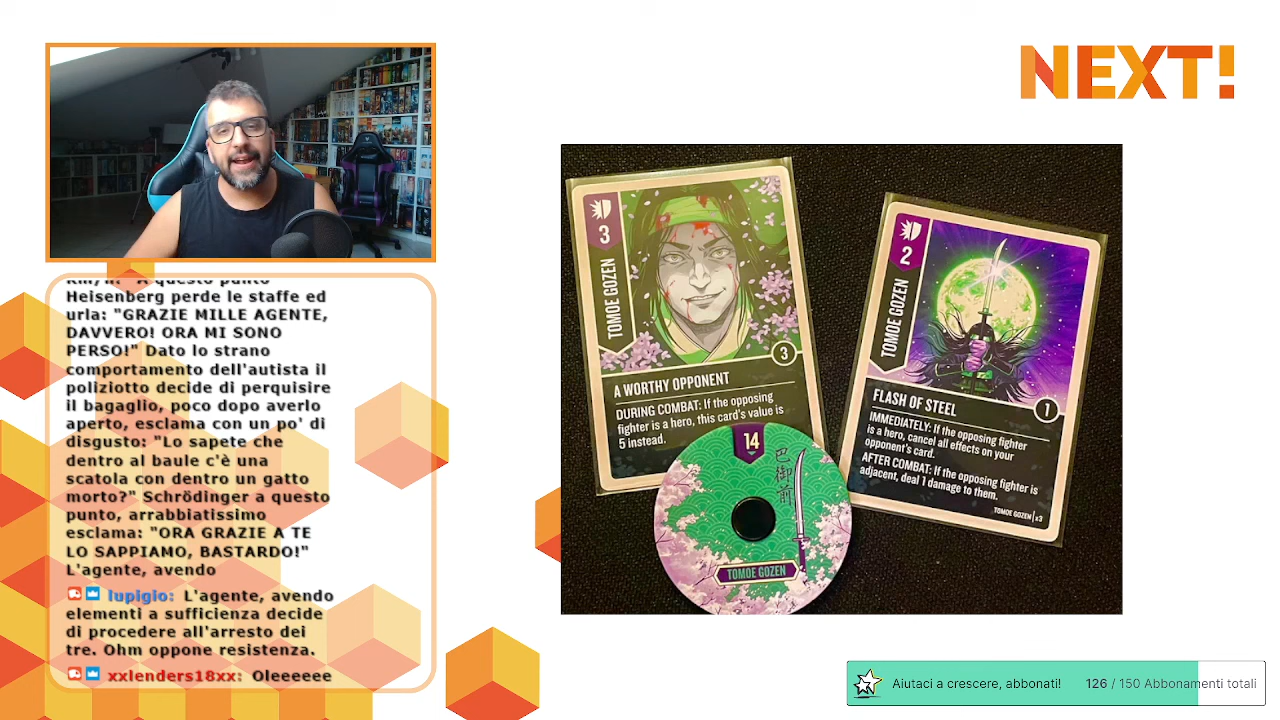 NEXT!
Heisenberg perde le staffe ed
urla: "GRAZIE MILLE AGENTE,
DAVVERO! ORA MI SONO
PERSO!" Dato lo strano
comportamento dell'autista il
poliziotto decide di perquisire
il bagaglio, poco dopo averlo
aperto, esclama con un po' di
disgusto: "Lo sapete che
dentro al baule c'è una
scatola con dentro un gatto
morto?" Schrödinger a questo
punto, arrabbiatissimo
esclama: "ORA GRAZIE A TE
LO SAPPIAMO, BASTARDO!"
L'agente, avendo
lupigio: L'agente, avendo
elementi a sufficienza decide
di procedere all'arresto dei
tre. Ohm oppone resistenza.
xxlenders18xx: Oleeeeee
3
TOMOE GOZEN
3
A WORTHY OPPONENT
DURING COMBAT: If the opposing
fighter is a hero, this card's value is
5 instead.
14
巴御前
TOMOE GOZEN
2
TOMOE GOZEN
1
FLASH OF STEEL
IMMEDIATELY: If the opposing fighter
is a hero, cancel all effects on your
opponent's card.
AFTER COMBAT: If the opposing fighter is
adjacent, deal 1 damage to them.
TOMOE GOZEN | x3
Aiutaci a crescere, abbonati! 126 / 150 Abbonamenti totali